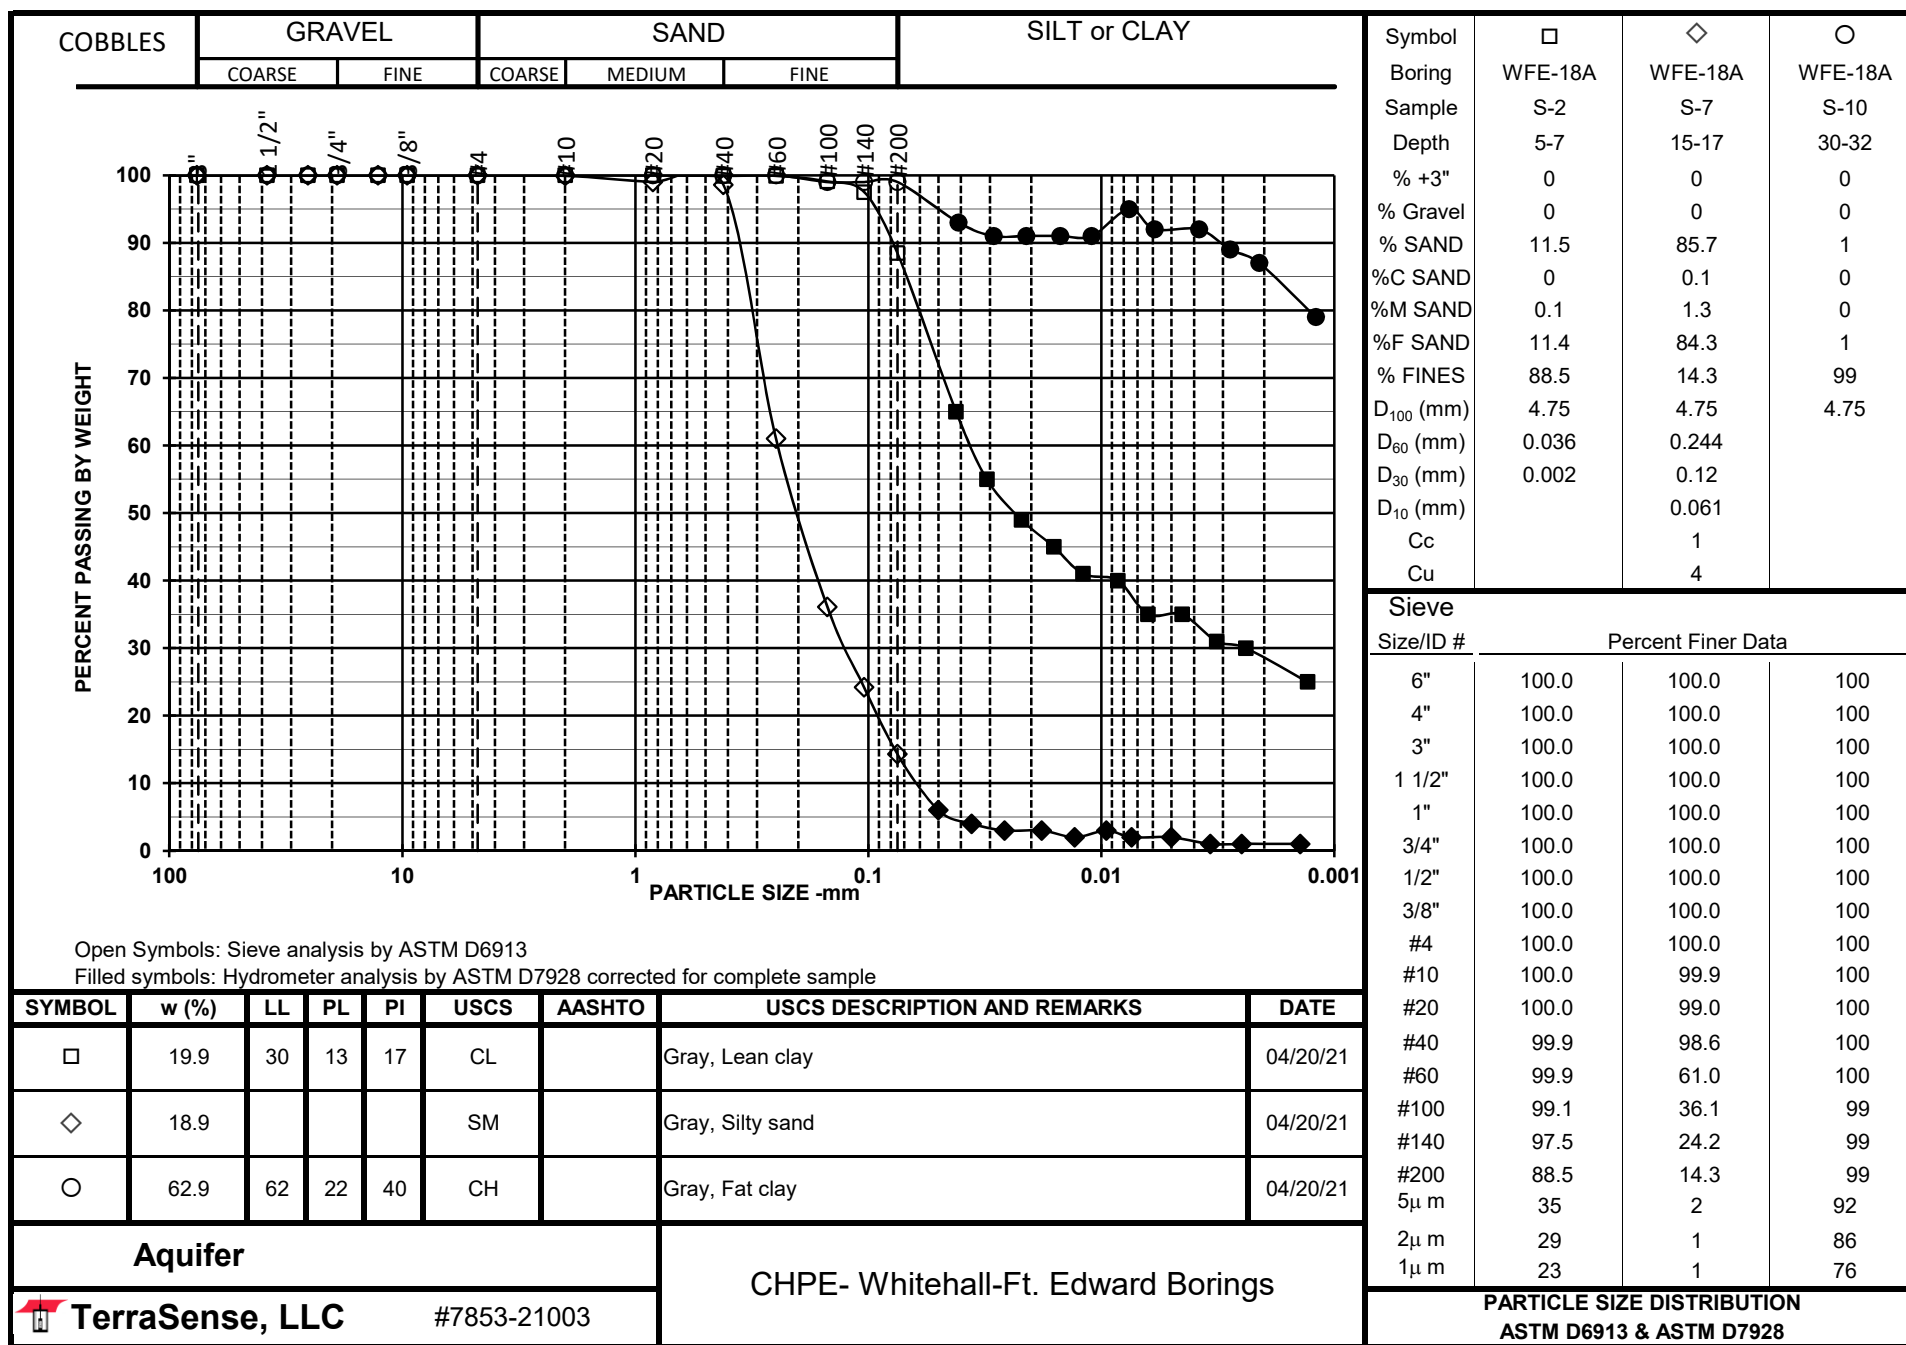 COBBLES GRAVEL SAND SILT or CLAY
COARSE FINE COARSE MEDIUM FINE
1 1/2" 3/4" 3/8" #4 #10 #20 #40 #60 #100 #140 #200
PERCENT PASSING BY WEIGHT
100
90
80
70
60
50
40
30
20
10
0
100 10 1 0.1 0.01 0.001
PARTICLE SIZE -mm
Open Symbols: Sieve analysis by ASTM D6913
Filled symbols: Hydrometer analysis by ASTM D7928 corrected for complete sample
SYMBOL w (%) LL PL PI USCS AASHTO USCS DESCRIPTION AND REMARKS DATE
19.9 30 13 17 CL Gray, Lean clay 04/20/21
18.9 SM Gray, Silty sand 04/20/21
62.9 62 22 40 CH Gray, Fat clay 04/20/21
Aquifer
TerraSense, LLC #7853-21003
CHPE- Whitehall-Ft. Edward Borings
Symbol
Boring WFE-18A WFE-18A WFE-18A
Sample S-2 S-7 S-10
Depth 5-7 15-17 30-32
% +3" 0 0 0
% Gravel 0 0 0
% SAND 11.5 85.7 1
%C SAND 0 0.1 0
%M SAND 0.1 1.3 0
%F SAND 11.4 84.3 1
% FINES 88.5 14.3 99
D100 (mm) 4.75 4.75 4.75
D60 (mm) 0.036 0.244
D30 (mm) 0.002 0.12
D10 (mm) 0.061
Cc 1
Cu 4
Sieve
Size/ID # Percent Finer Data
6" 100.0 100.0 100
4" 100.0 100.0 100
3" 100.0 100.0 100
1 1/2" 100.0 100.0 100
1" 100.0 100.0 100
3/4" 100.0 100.0 100
1/2" 100.0 100.0 100
3/8" 100.0 100.0 100
#4 100.0 100.0 100
#10 100.0 99.9 100
#20 100.0 99.0 100
#40 99.9 98.6 100
#60 99.9 61.0 100
#100 99.1 36.1 99
#140 97.5 24.2 99
#200 88.5 14.3 99
5μ m 35 2 92
2μ m 29 1 86
1μ m 23 1 76
PARTICLE SIZE DISTRIBUTION
ASTM D6913 & ASTM D7928